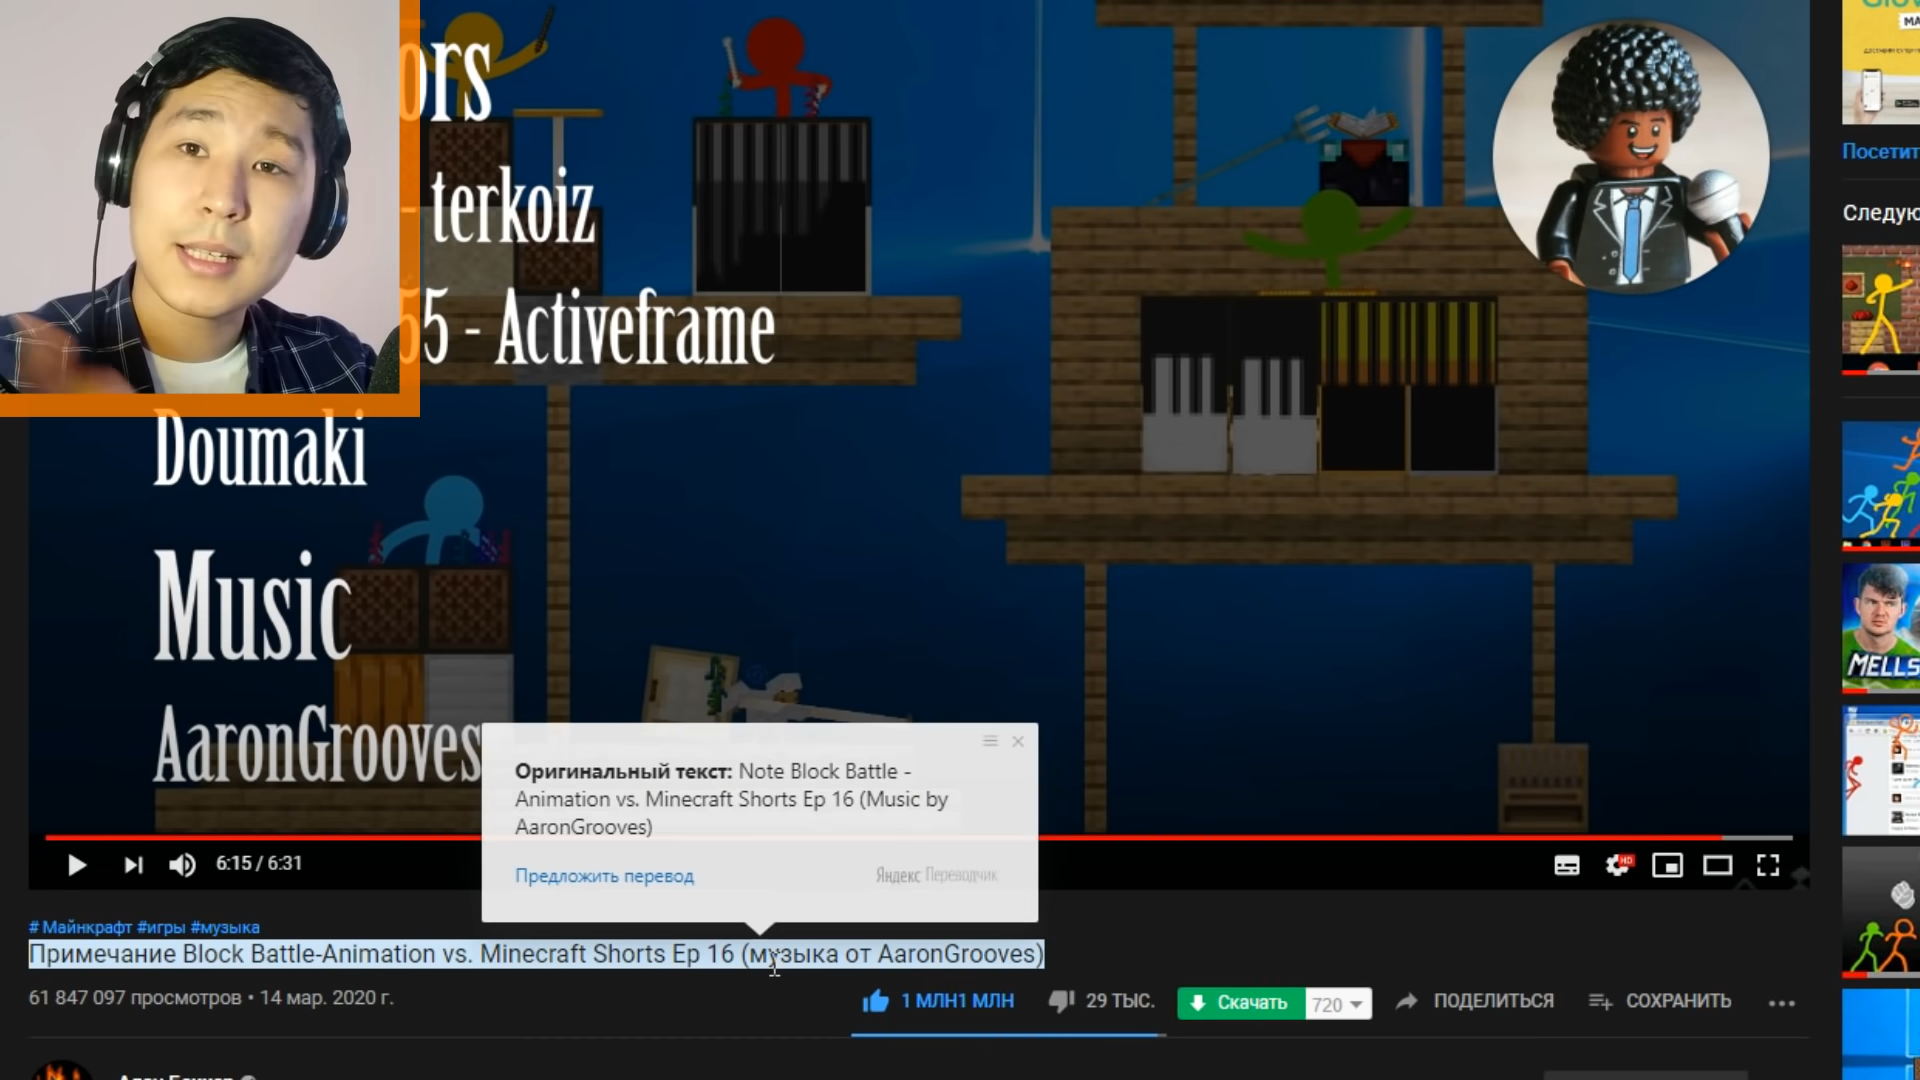 ors
- terkoiz
55 - Activeframe
Doumaki
Music
AaronGrooves
Оригинальный текст: Note Block Battle -
Animation vs. Minecraft Shorts Ep 16 (Music by
AaronGrooves)
Предложить перевод
Яндекс Переводчик
6:15 / 6:31
HD
# Майнкрафт #игры #музыка
Примечание Block Battle-Animation vs. Minecraft Shorts Ep 16 (музыка от AaronGrooves)
61 847 097 просмотров • 14 мар. 2020 г.
1 МЛН1 МЛН
29 ТЫС.
Скачать
720
ПОДЕЛИТЬСЯ
СОХРАНИТЬ
Посетит
Следую
MELLS